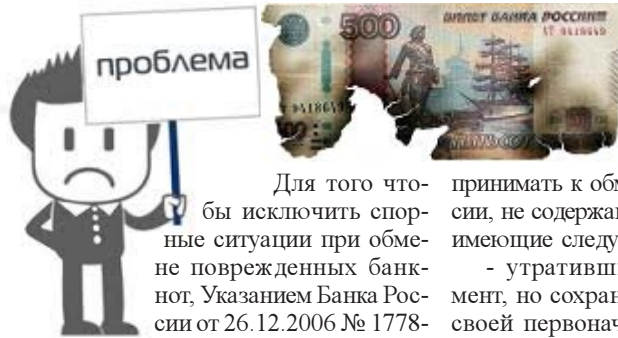 проблема
500
БИЛЕТ БАНКА РОССИИ
9418649
Для того что-
бы исключить спор-
ные ситуации при обме-
не поврежденных банк-
нот, Указанием Банка Рос-
сии от 26.12.2006 № 1778-
принимать к обм
сии, не содержа
имеющие следу
- утративш
мент, но сохран
своей первонач